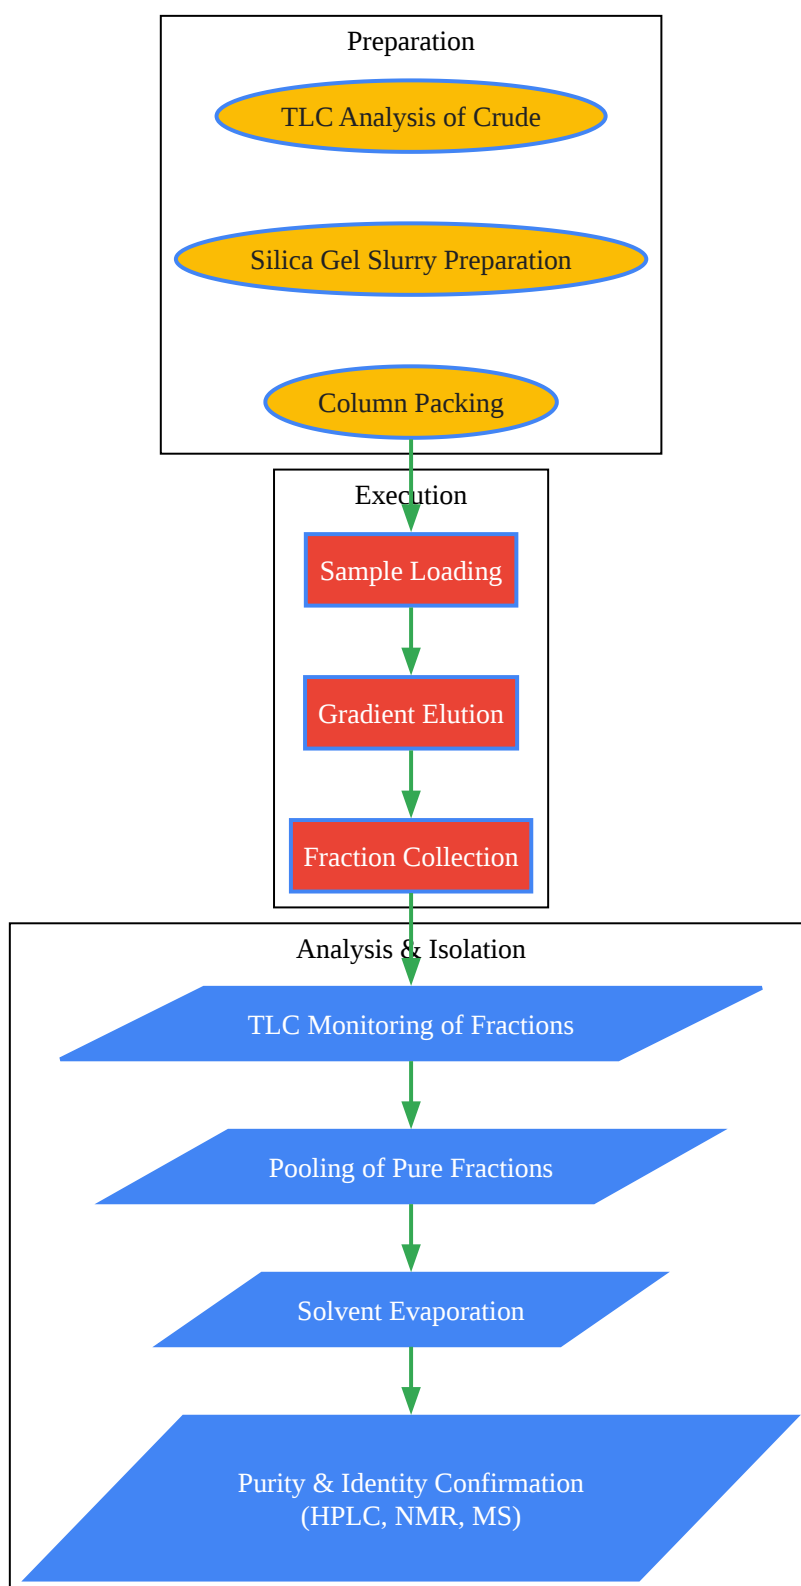 Preparation
TLC Analysis of Crude
Silica Gel Slurry Preparation
Column Packing
Execution
Sample Loading
Gradient Elution
Fraction Collection
Analysis & Isolation
TLC Monitoring of Fractions
Pooling of Pure Fractions
Solvent Evaporation
Purity & Identity Confirmation
(HPLC, NMR, MS)